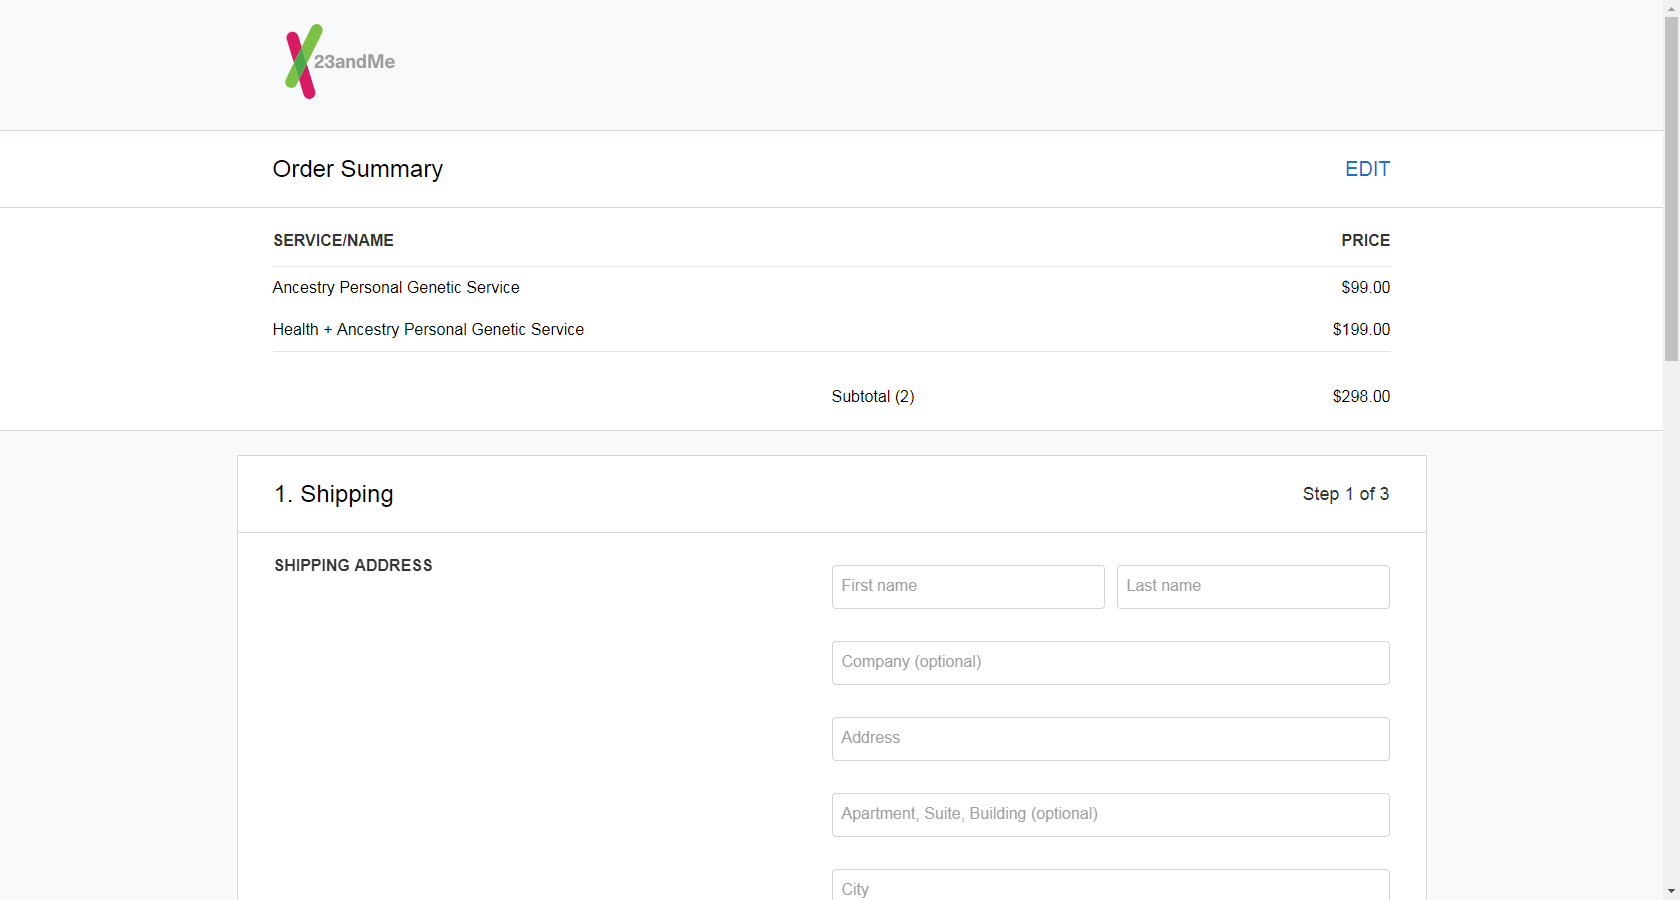 23andMe
Order Summary
EDIT
SERVICE/NAME PRICE
Ancestry Personal Genetic Service $99.00
Health + Ancestry Personal Genetic Service $199.00
Subtotal (2) $298.00
1. Shipping Step 1 of 3
SHIPPING ADDRESS
First name Last name
Company (optional)
Address
Apartment, Suite, Building (optional)
City